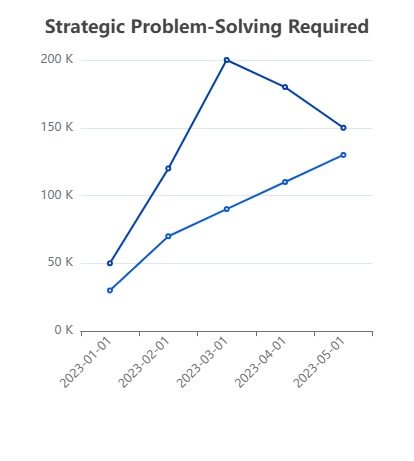 Strategic Problem-Solving Required
200 K
150 K
100 K
50 K
0 K
2023-01-01
2023-02-01
2023-03-01
2023-04-01
2023-05-01